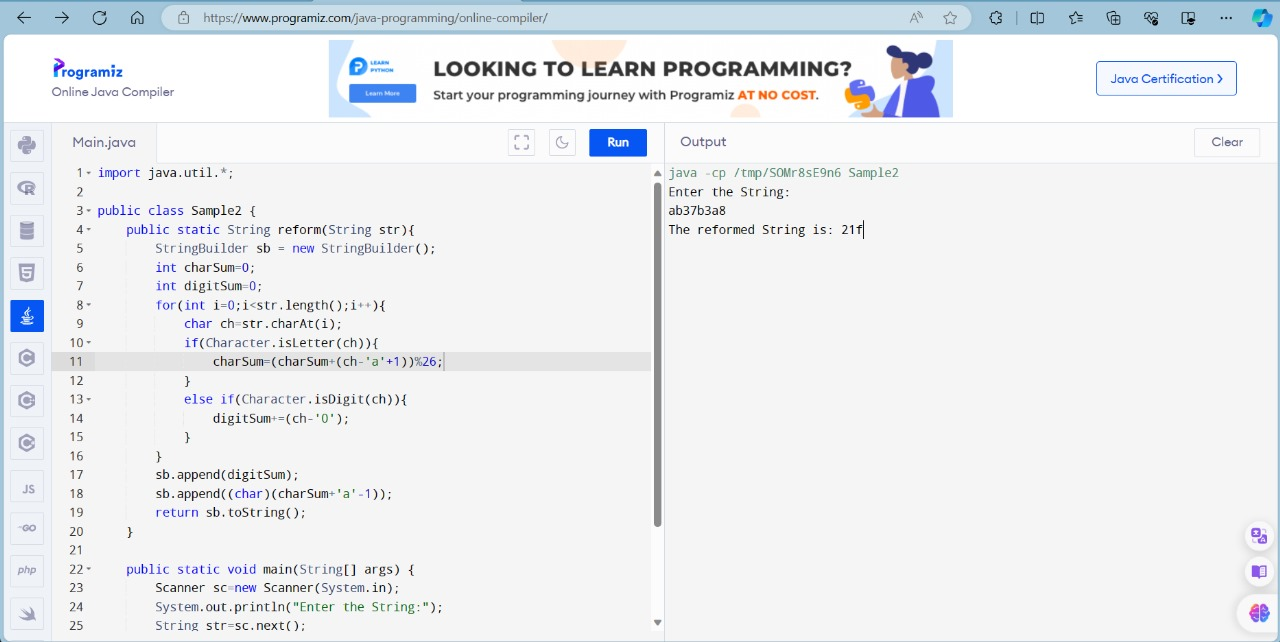 https://www.programiz.com/java-programming/online-compiler/
Programiz
Online Java Compiler
LEARN
PYTHON
Learn More
LOOKING TO LEARN PROGRAMMING?
Start your programming journey with Programiz AT NO COST.
Java Certification >
Main.java
Run
Output
Clear
1 import java.util.*;
2
3 public class Sample2 {
4 public static String reform(String str){
5 StringBuilder sb = new StringBuilder();
6 int charSum=0;
7 int digitSum=0;
8 for(int i=0;i<str.length();i++){
9 char ch=str.charAt(i);
10 if(Character.isLetter(ch)){
11 charSum=(charSum+(ch-'a'+1))%26;
12 }
13 else if(Character.isDigit(ch)){
14 digitSum+=(ch-'0');
15 }
16 }
17 sb.append(digitSum);
18 sb.append((char)(charSum+'a'-1));
19 return sb.toString();
20 }
21
22 public static void main(String[] args) {
23 Scanner sc=new Scanner(System.in);
24 System.out.println("Enter the String:");
25 String str=sc.next();
java -cp /tmp/SOMr8sE9n6 Sample2
Enter the String:
ab37b3a8
The reformed String is: 21f
JS
GO
php